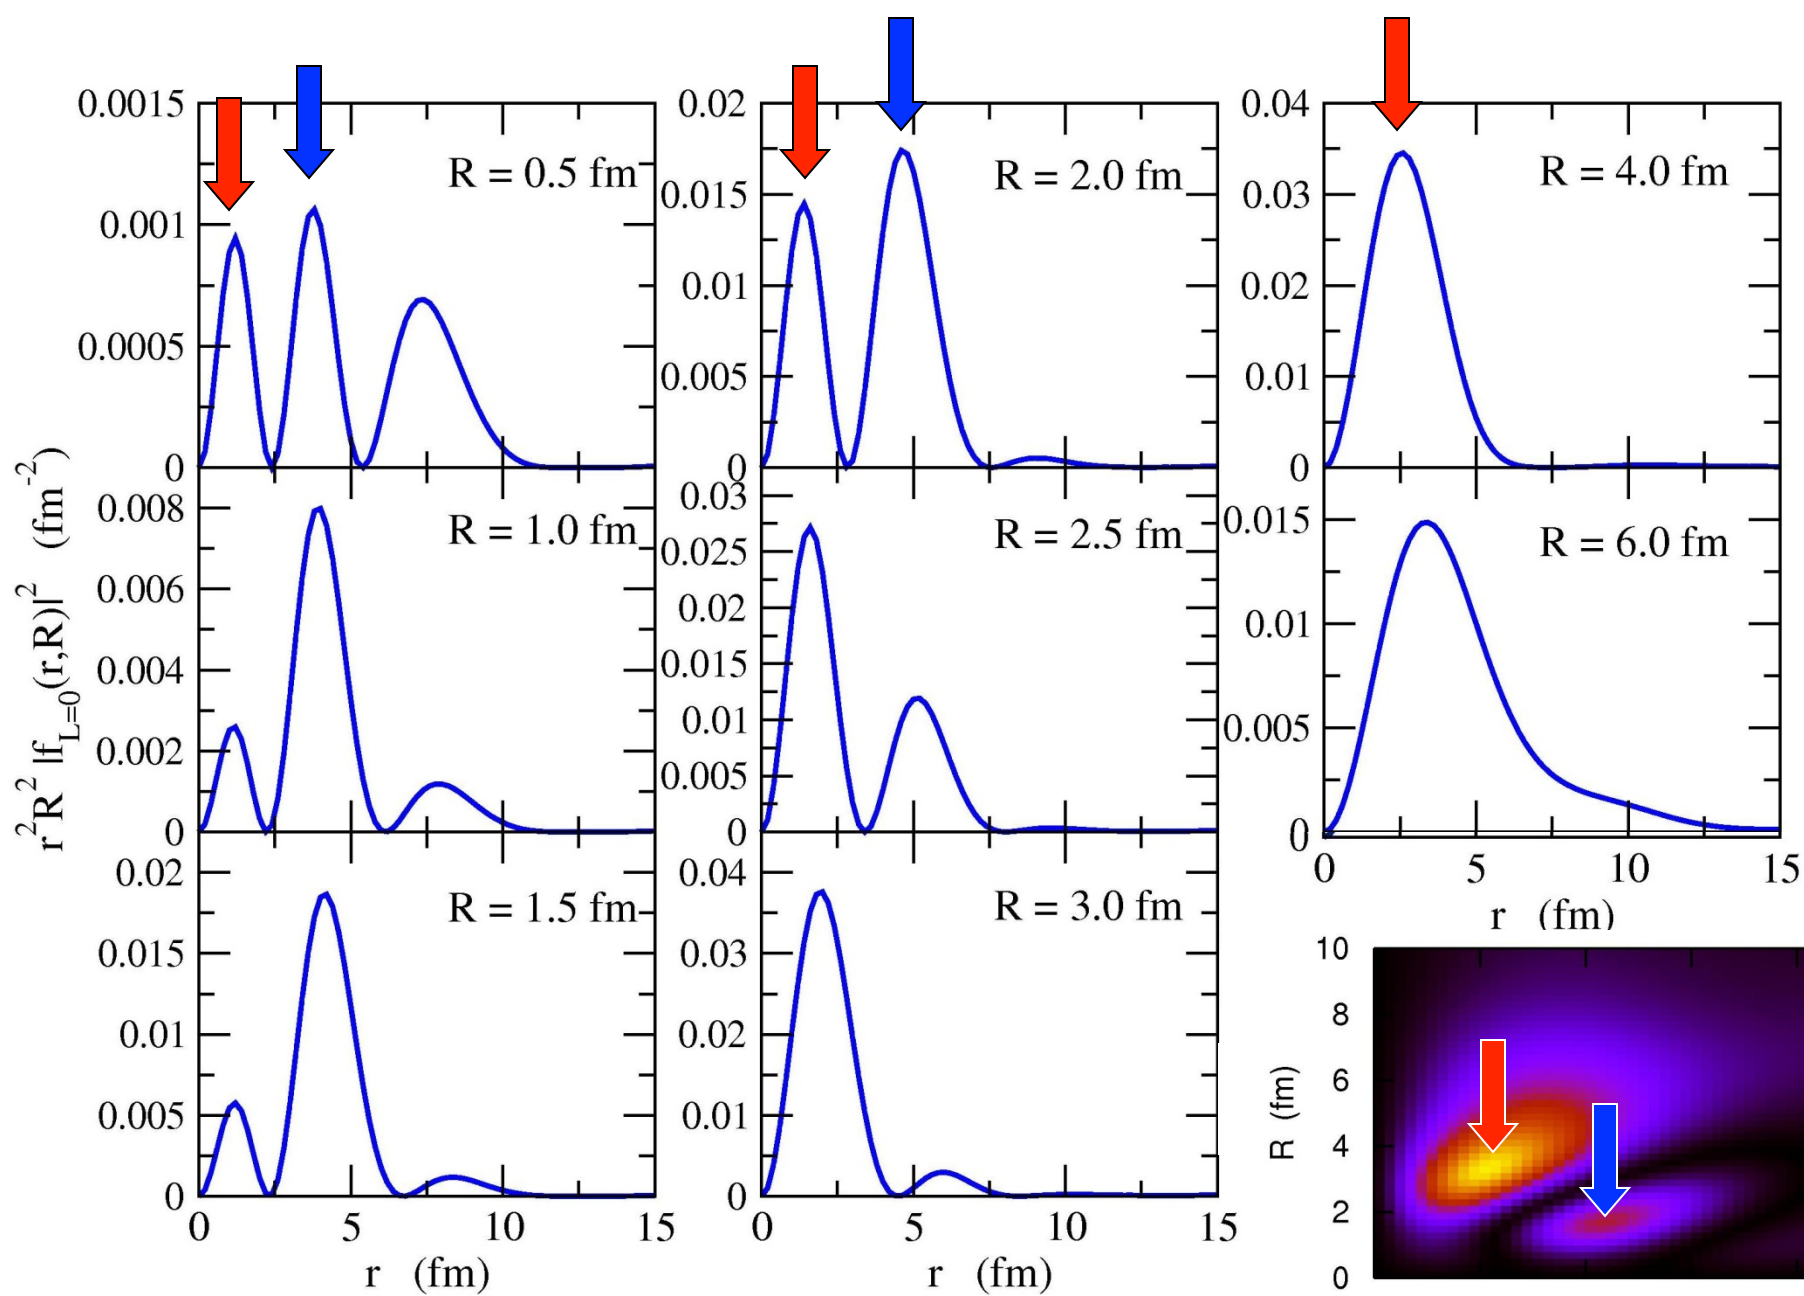 r²R² |f_{L=0}(r,R)|²   (fm⁻²)
0.0015
0.001
0.0005
0
R = 0.5 fm
0.008
0.006
0.004
0.002
0
R = 1.0 fm
0.02
0.015
0.01
0.005
0
R = 1.5 fm
0 5 10 15
r (fm)
0.02
0.015
0.01
0.005
0
R = 2.0 fm
0.03
0.025
0.02
0.015
0.01
0.005
0
R = 2.5 fm
0.04
0.03
0.02
0.01
0
R = 3.0 fm
0 5 10 15
r (fm)
0.04
0.03
0.02
0.01
0
R = 4.0 fm
0.015
0.01
0.005
0
R = 6.0 fm
0 5 10 15
r (fm)
R (fm)
10
8
6
4
2
0